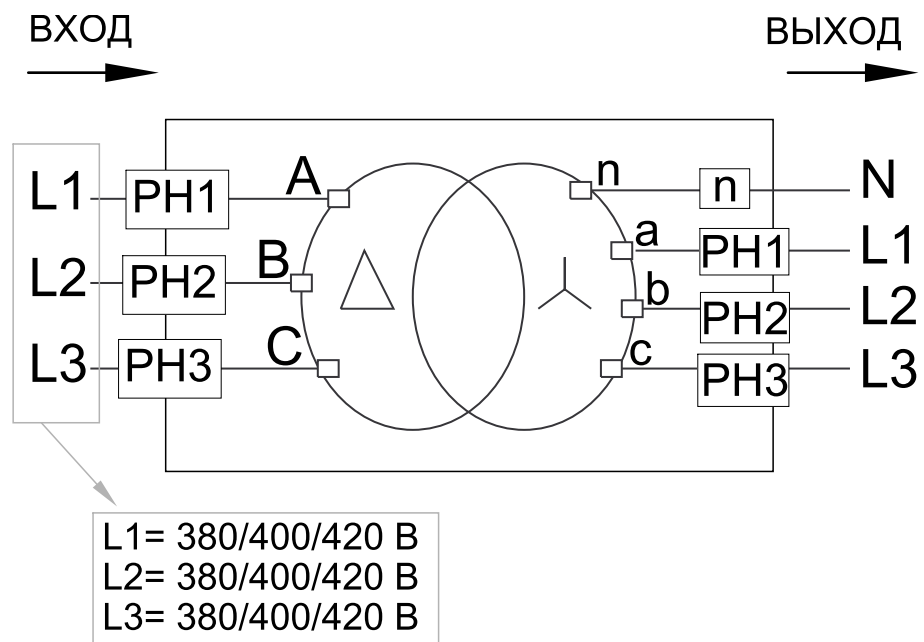 ВХОД
ВЫХОД
L1 PH1 A
n n N
a PH1 L1
L2 PH2 B
b PH2 L2
L3 PH3 C
c PH3 L3
L1= 380/400/420 В
L2= 380/400/420 В
L3= 380/400/420 В